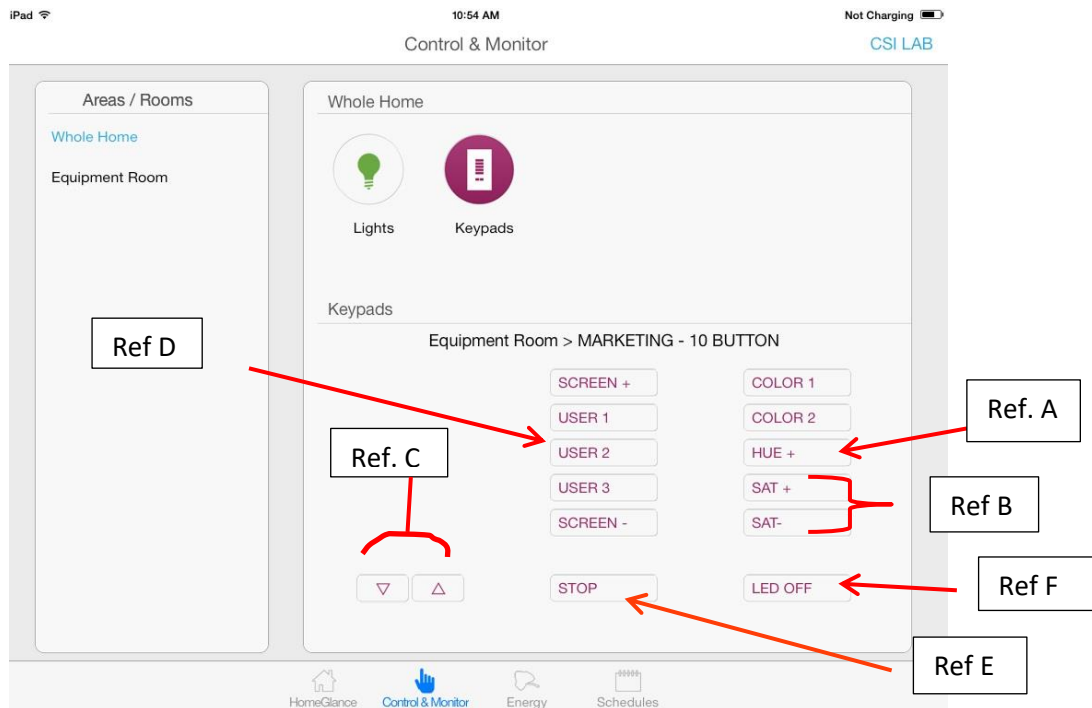 iPad 10:54 AM Not Charging
Control & Monitor CSI LAB
Areas / Rooms
Whole Home
Equipment Room
Whole Home
Lights Keypads
Keypads
Equipment Room > MARKETING - 10 BUTTON
SCREEN + COLOR 1
USER 1 COLOR 2
USER 2 HUE +
USER 3 SAT +
SCREEN - SAT-
STOP LED OFF
Ref D
Ref. C
Ref. A
Ref B
Ref F
Ref E
HomeGlance Control & Monitor Energy Schedules